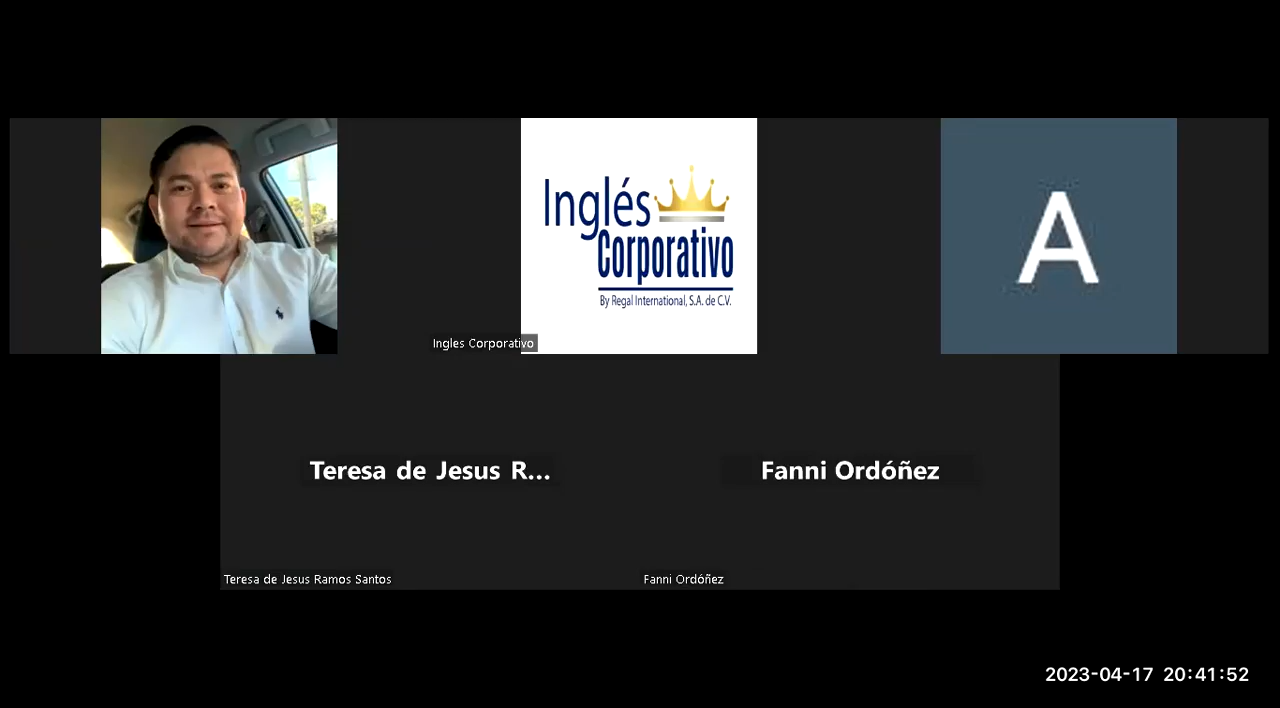 Inglés
Corporativo
By Regal International, S.A. de C.V.
Ingles Corporativo
A
Teresa de Jesus R...
Fanni Ordóñez
Teresa de Jesus Ramos Santos
Fanni Ordóñez
2023-04-17 20:41:52